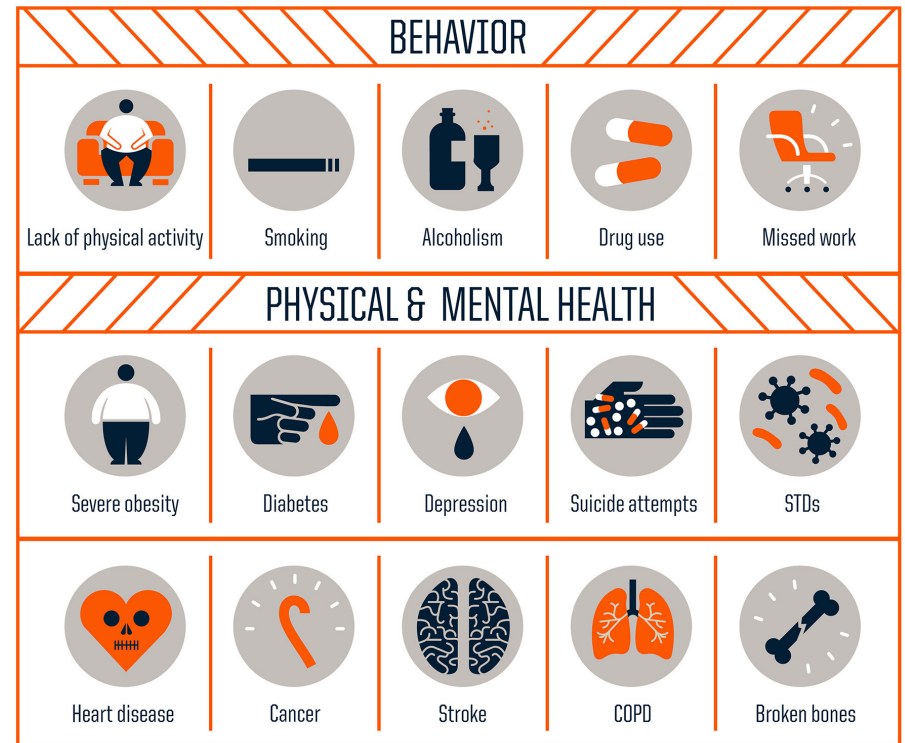 BEHAVIOR
Lack of physical activity
Smoking
Alcoholism
Drug use
Missed work
PHYSICAL & MENTAL HEALTH
Severe obesity
Diabetes
Depression
Suicide attempts
STDs
Heart disease
Cancer
Stroke
COPD
Broken bones